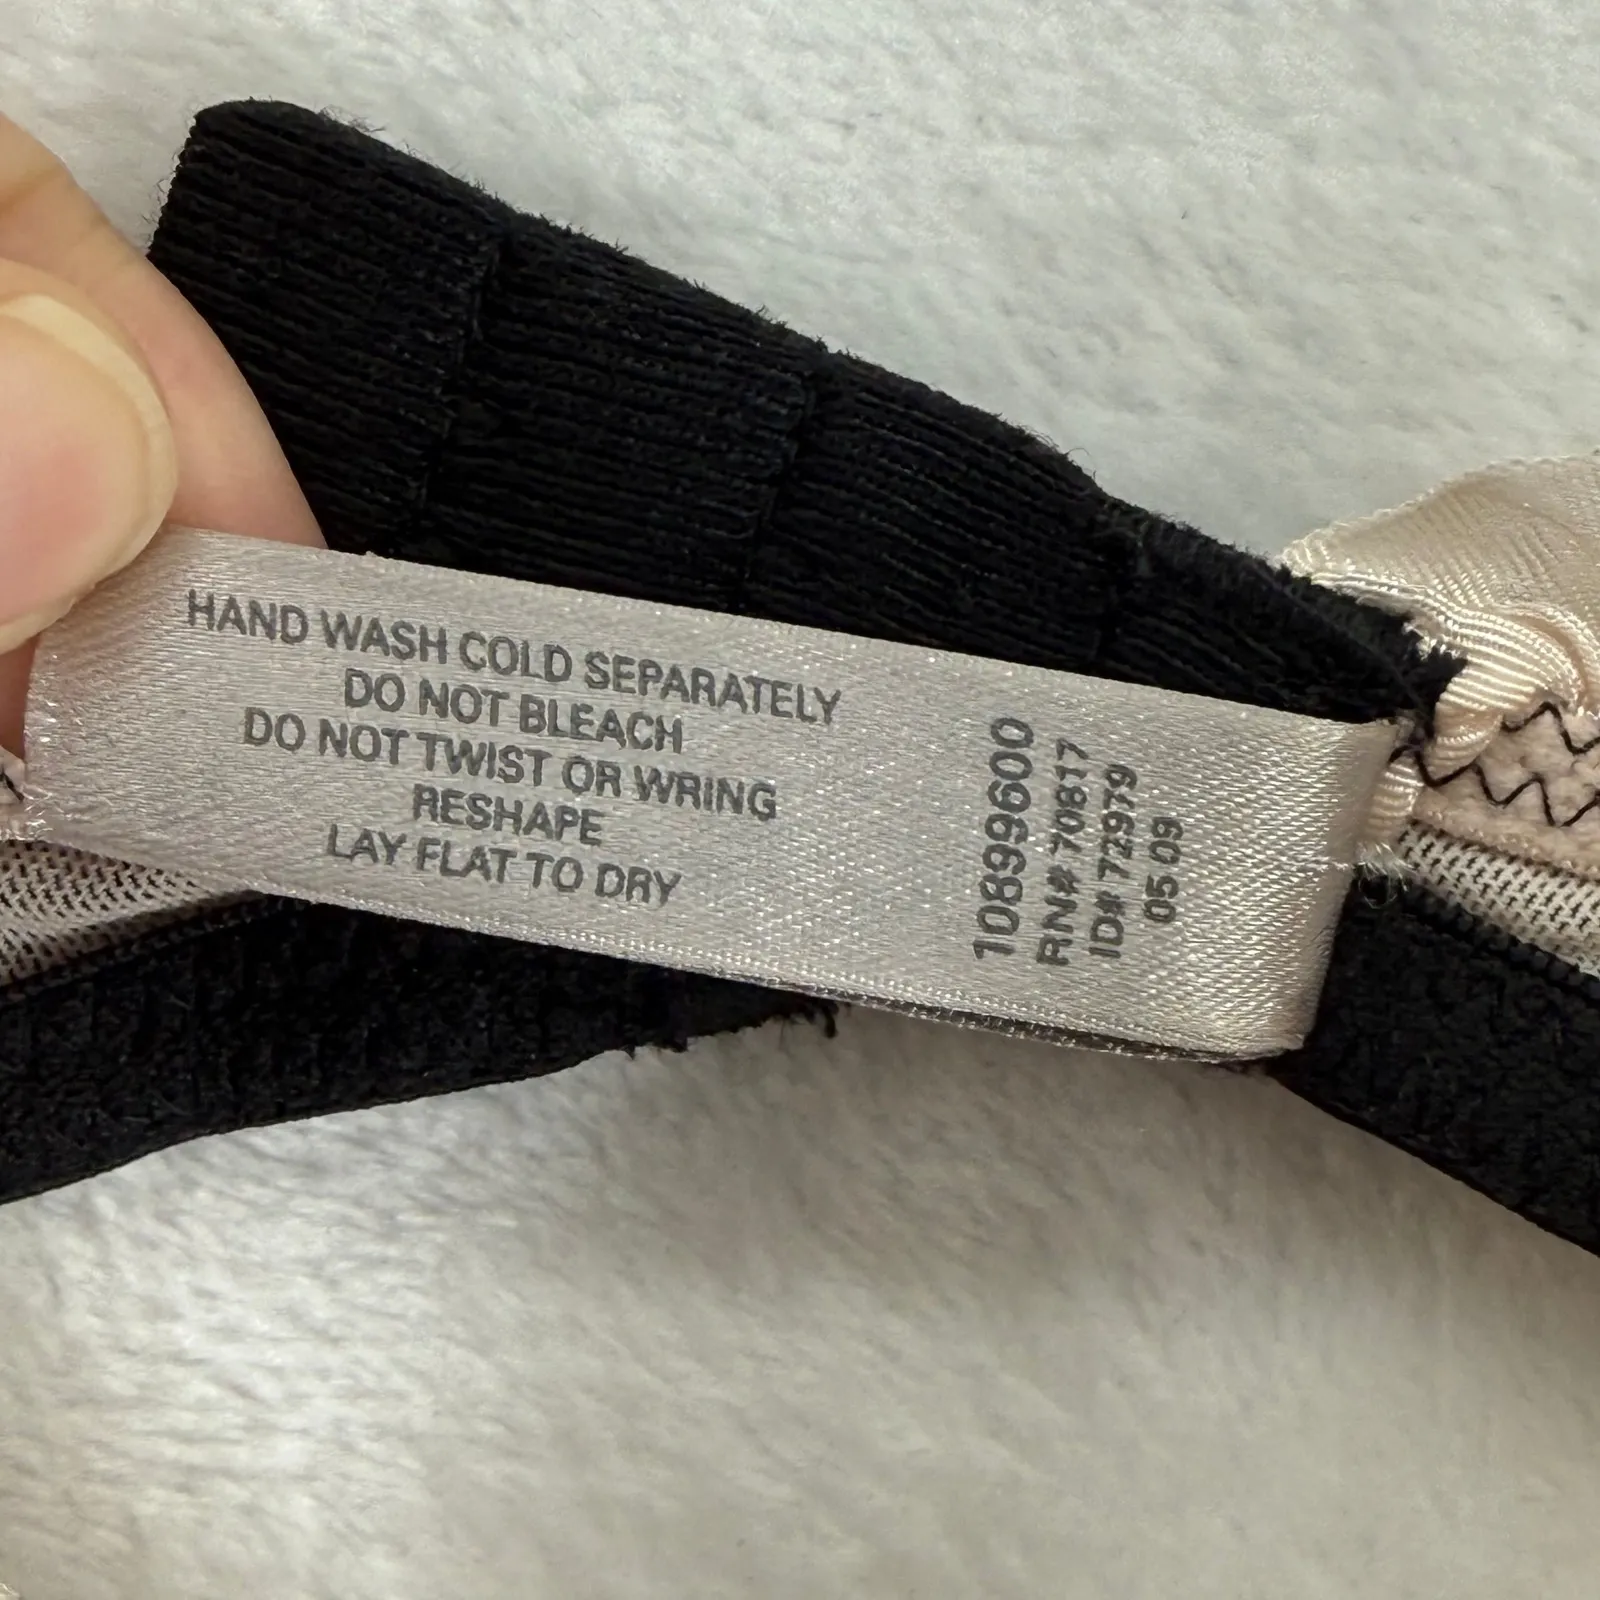 HAND WASH COLD SEPARATELY
DO NOT BLEACH
DO NOT TWIST OR WRING
RESHAPE
LAY FLAT TO DRY
10899600
RN# 70817
ID# 72979
05 09